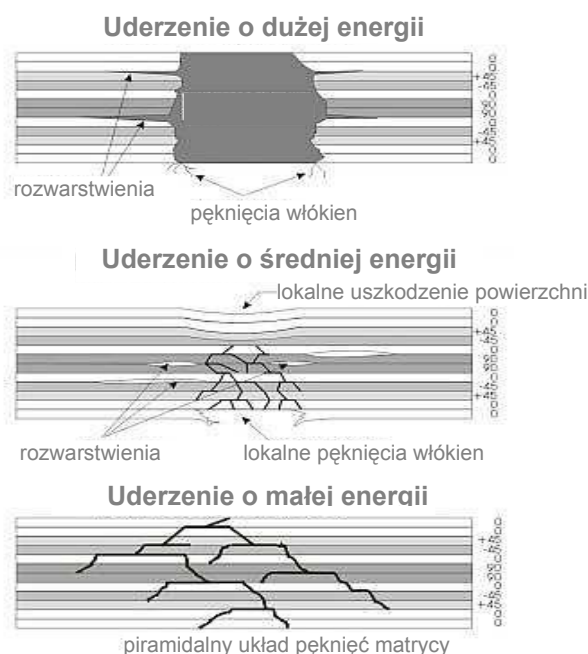 Uderzenie o dużej energii
rozwarstwienia
pęknięcia włókien
Uderzenie o średniej energii
lokalne uszkodzenie powierzchni
rozwarstwienia
lokalne pęknięcia włókien
Uderzenie o małej energii
piramidalny układ pęknięć matrycy